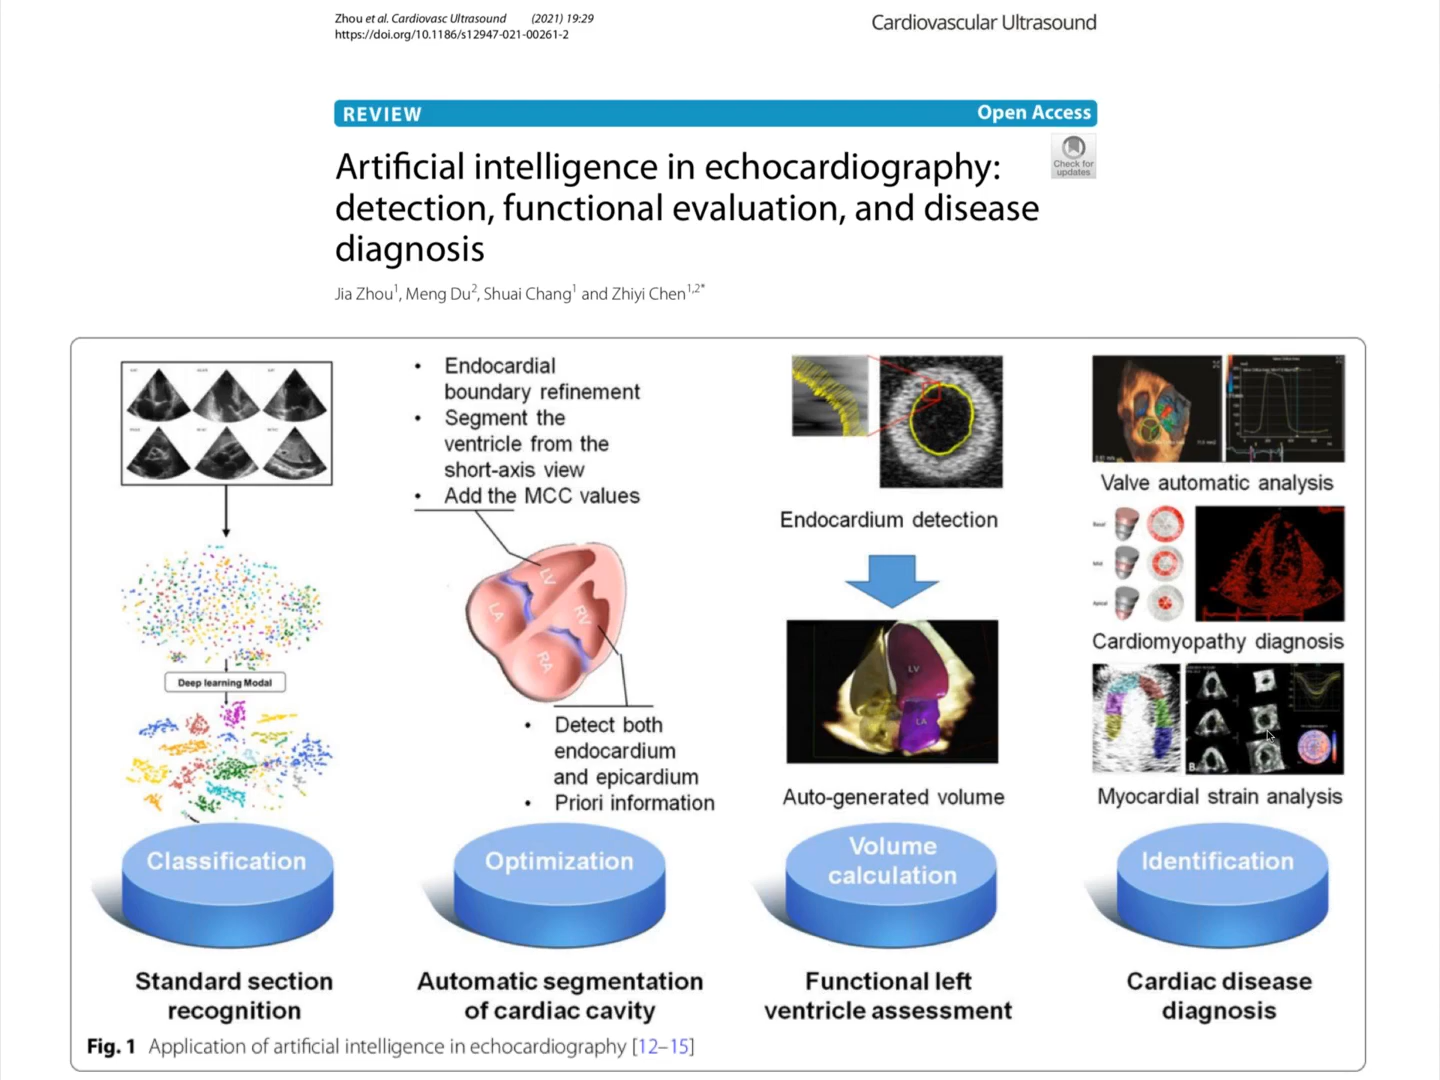 Zhou et al. Cardiovasc Ultrasound (2021) 19:29
https://doi.org/10.1186/s12947-021-00261-2
Cardiovascular Ultrasound
REVIEW
Open Access
Check for
updates
Artificial intelligence in echocardiography:
detection, functional evaluation, and disease
diagnosis
Jia Zhou1, Meng Du2, Shuai Chang1 and Zhiyi Chen1,2*
Deep learning Modal
Classification
Standard section
recognition
• Endocardial
boundary refinement
• Segment the
ventricle from the
short-axis view
• Add the MCC values
LV
LA
RV
RA
• Detect both
endocardium
and epicardium
• Priori information
Optimization
Automatic segmentation
of cardiac cavity
Endocardium detection
LV
LA
Auto-generated volume
Volume
calculation
Functional left
ventricle assessment
Valve automatic analysis
Basal
Mid
Apical
Cardiomyopathy diagnosis
B
Myocardial strain analysis
Identification
Cardiac disease
diagnosis
Fig. 1 Application of artificial intelligence in echocardiography [12–15]